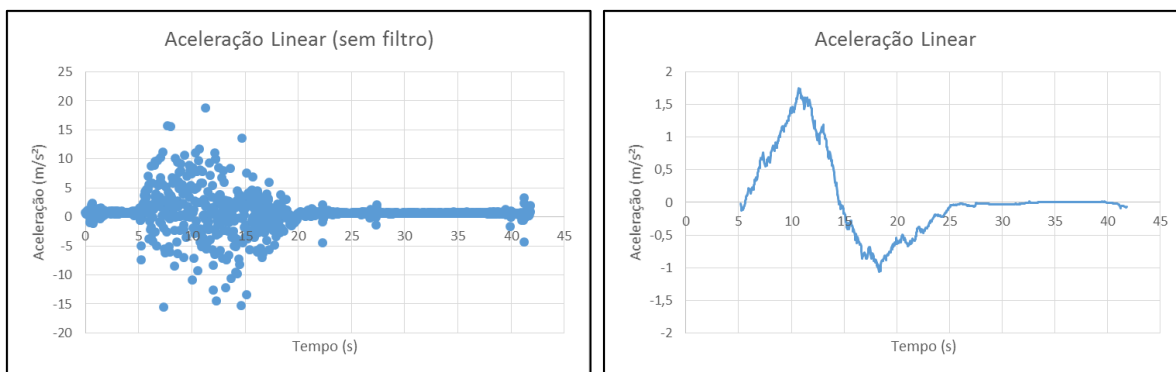 Aceleração Linear (sem filtro)
25
20
15
10
5
0
-5
-10
-15
-20
0 5 10 15 20 25 30 35 40 45
Aceleração (m/s²)
Tempo (s)
Aceleração Linear
2
1,5
1
0,5
0
-0,5
-1
-1,5
-2
0 5 10 15 20 25 30 35 40 45
Aceleração (m/s²)
Tempo (s)